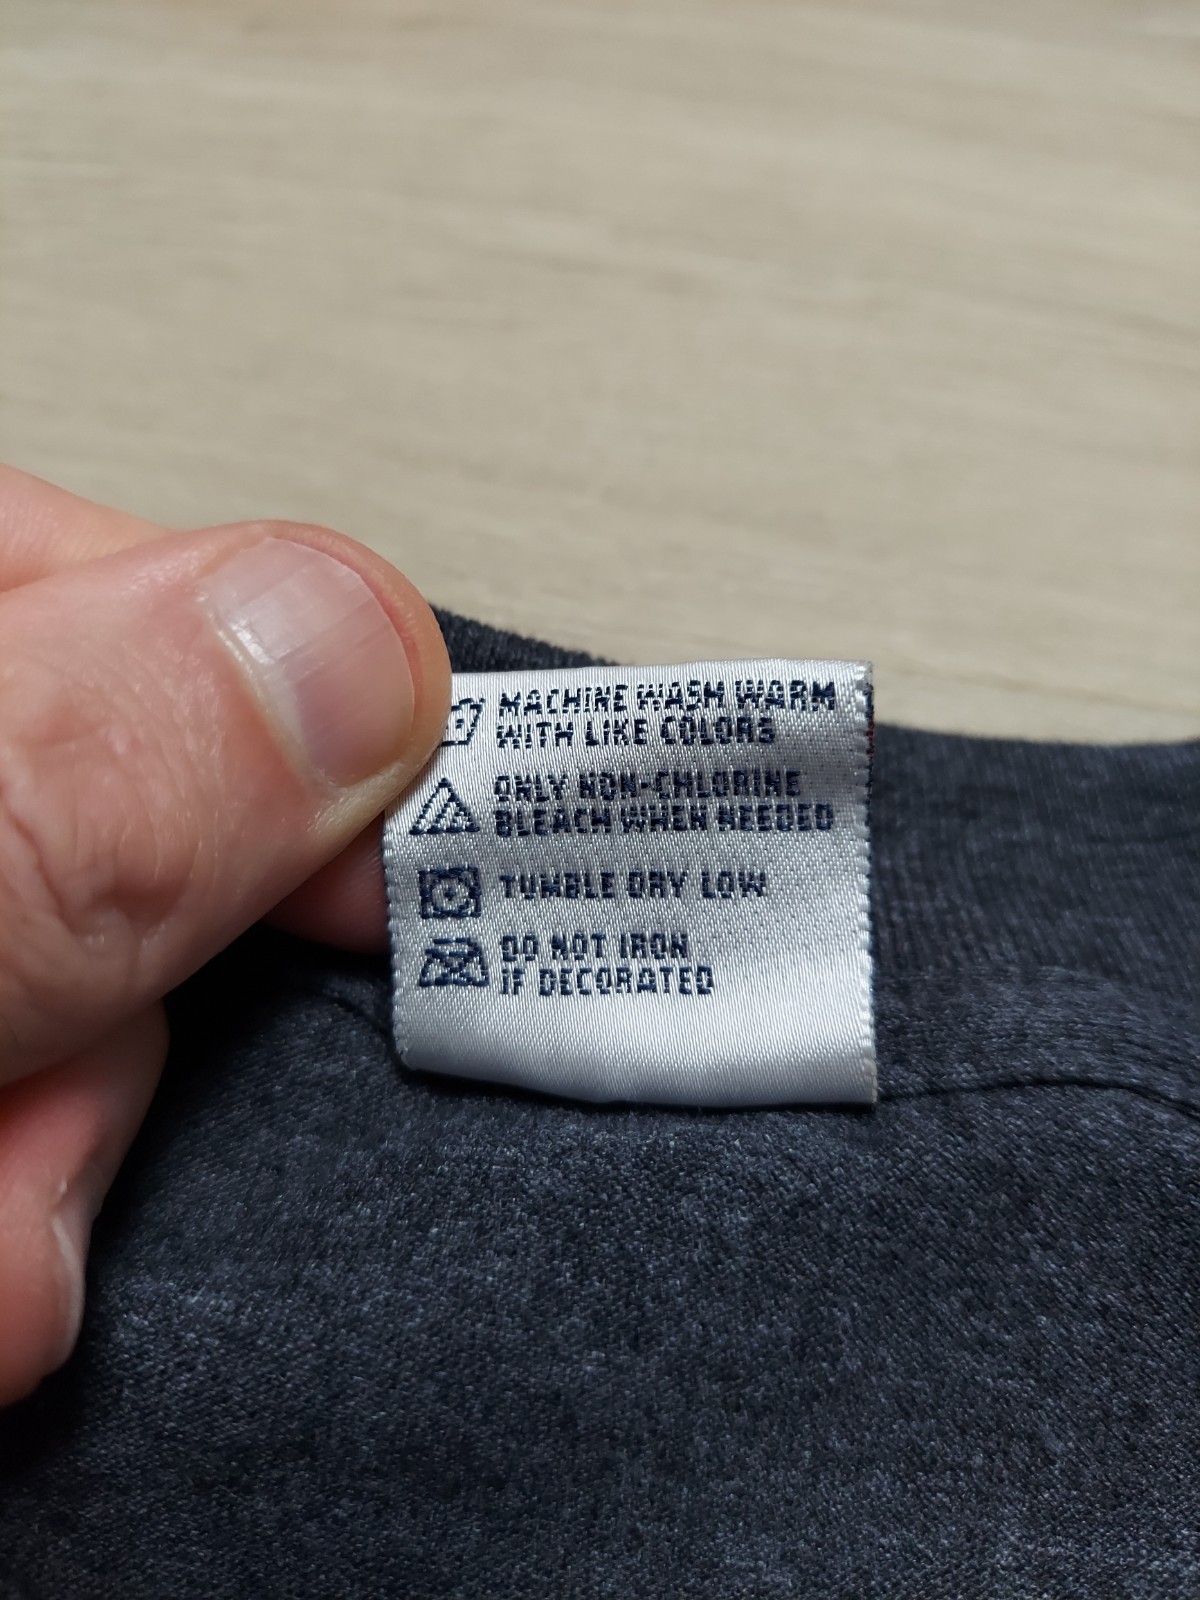 MACHINE WASH WARM
WITH LIKE COLORS
ONLY NON-CHLORINE
BLEACH WHEN NEEDED
TUMBLE DRY LOW
DO NOT IRON
IF DECORATED